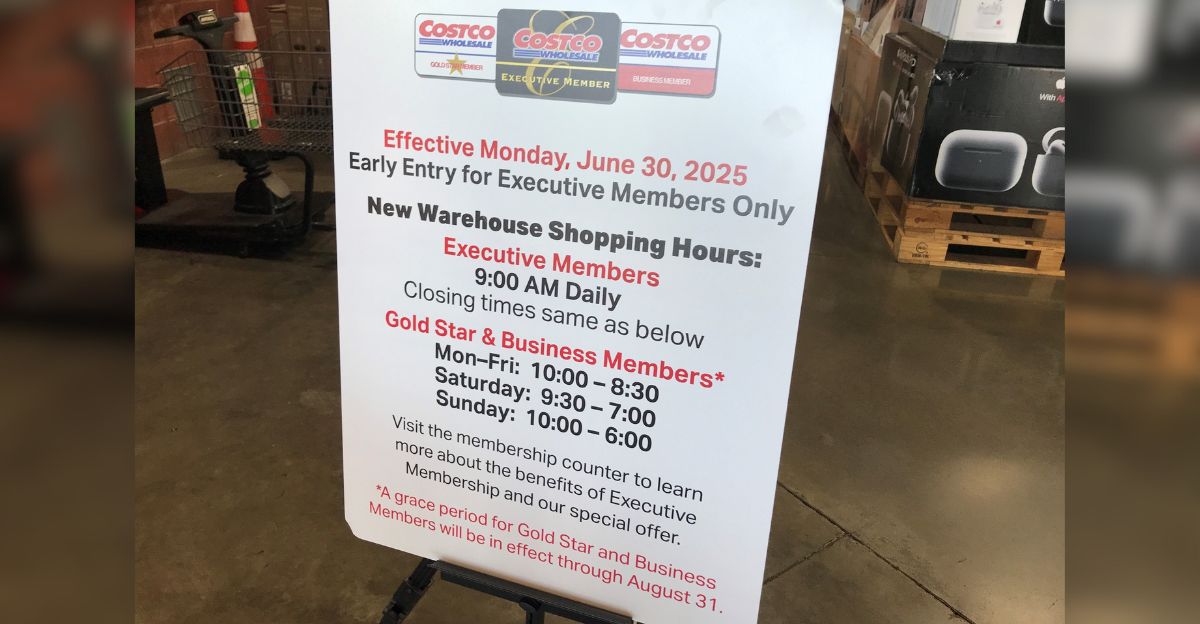 COSTCO
WHOLESALE
GOLD STAR MEMBER
COSTCO
WHOLESALE
EXECUTIVE MEMBER
COSTCO
WHOLESALE
BUSINESS MEMBER
Effective Monday, June 30, 2025
Early Entry for Executive Members Only
New Warehouse Shopping Hours:
Executive Members
9:00 AM Daily
Closing times same as below
Gold Star & Business Members*
Mon–Fri: 10:00 – 8:30
Saturday: 9:30 – 7:00
Sunday: 10:00 – 6:00
Visit the membership counter to learn
more about the benefits of Executive
Membership and our special offer.
*A grace period for Gold Star and Business
Members will be in effect through August 31.
With